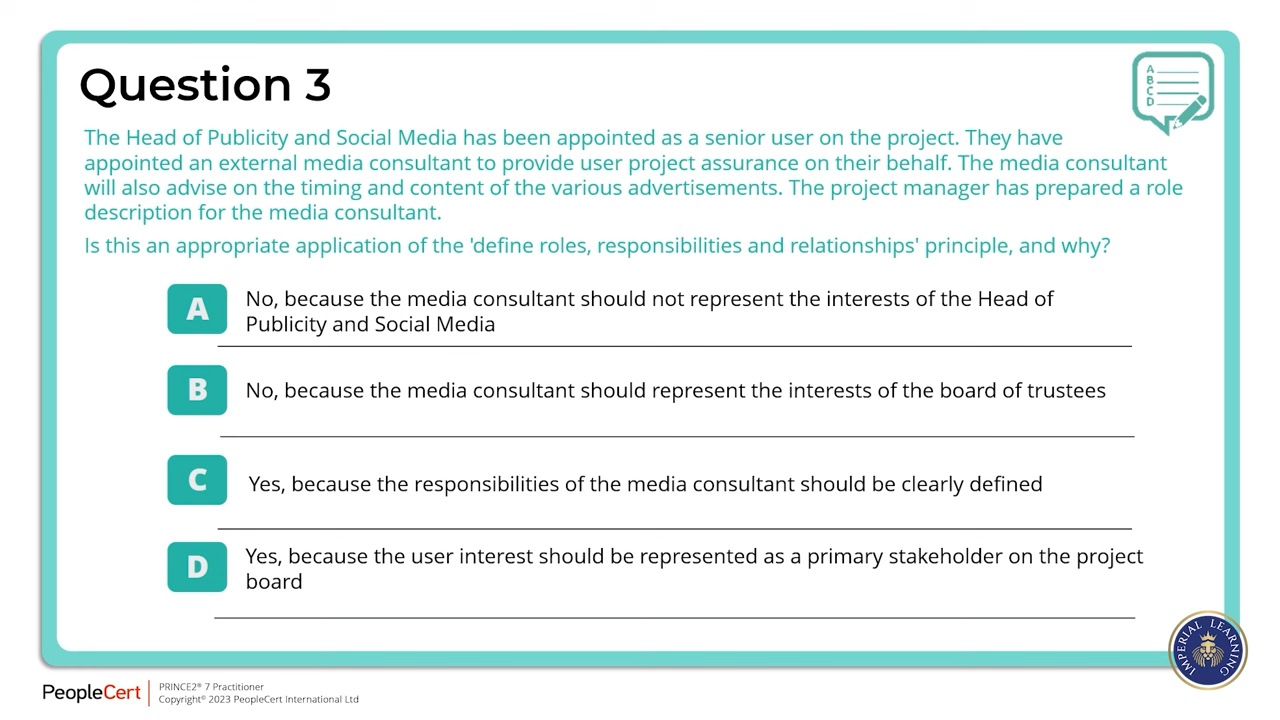 Question 3
A
B
C
D
The Head of Publicity and Social Media has been appointed as a senior user on the project. They have
appointed an external media consultant to provide user project assurance on their behalf. The media consultant
will also advise on the timing and content of the various advertisements. The project manager has prepared a role
description for the media consultant.
Is this an appropriate application of the 'define roles, responsibilities and relationships' principle, and why?
A
No, because the media consultant should not represent the interests of the Head of
Publicity and Social Media
B
No, because the media consultant should represent the interests of the board of trustees
C
Yes, because the responsibilities of the media consultant should be clearly defined
D
Yes, because the user interest should be represented as a primary stakeholder on the project
board
IMPERIAL LEARNING
PeopleCert
PRINCE2® 7 Practitioner
Copyright© 2023 PeopleCert International Ltd